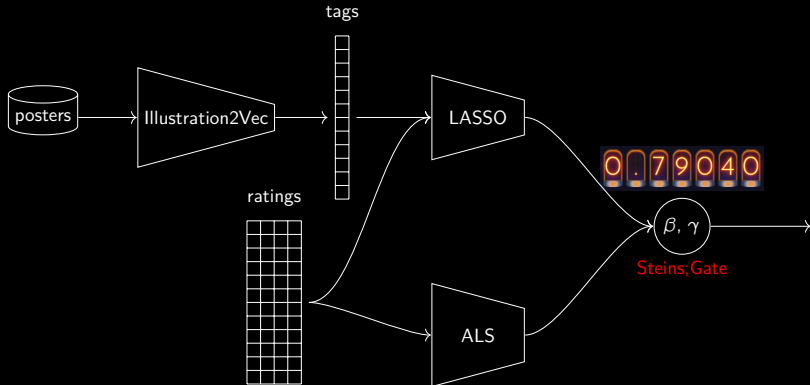 tags
posters
Illustration2Vec
LASSO
0.79040
ratings
β, γ
Steins;Gate
ALS